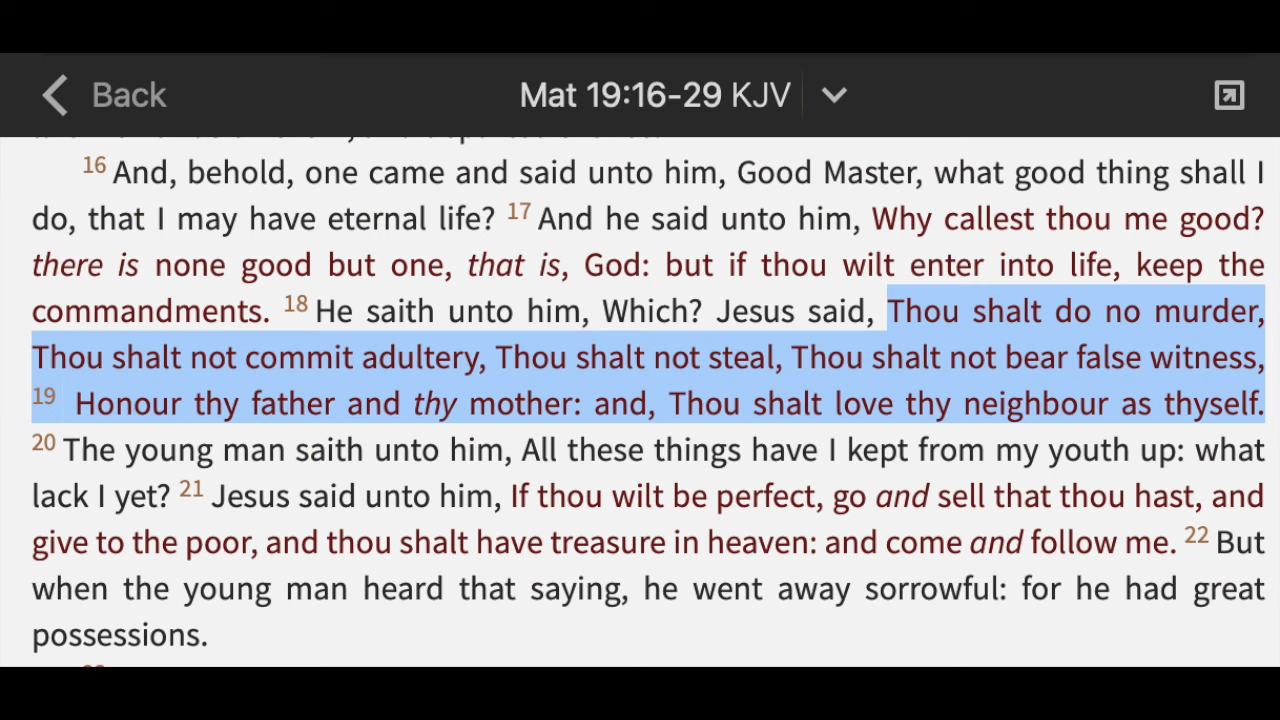 Back
Mat 19:16-29 KJV
16 And, behold, one came and said unto him, Good Master, what good thing shall I
do, that I may have eternal life? 17 And he said unto him, Why callest thou me good?
there is none good but one, that is, God: but if thou wilt enter into life, keep the
commandments. 18 He saith unto him, Which? Jesus said, Thou shalt do no murder,
Thou shalt not commit adultery, Thou shalt not steal, Thou shalt not bear false witness,
19 Honour thy father and thy mother: and, Thou shalt love thy neighbour as thyself.
20 The young man saith unto him, All these things have I kept from my youth up: what
lack I yet? 21 Jesus said unto him, If thou wilt be perfect, go and sell that thou hast, and
give to the poor, and thou shalt have treasure in heaven: and come and follow me. 22 But
when the young man heard that saying, he went away sorrowful: for he had great
possessions.